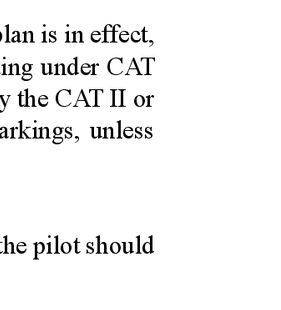 plan is in effect,
ing under CAT
y the CAT II or
arkings, unless
the pilot should